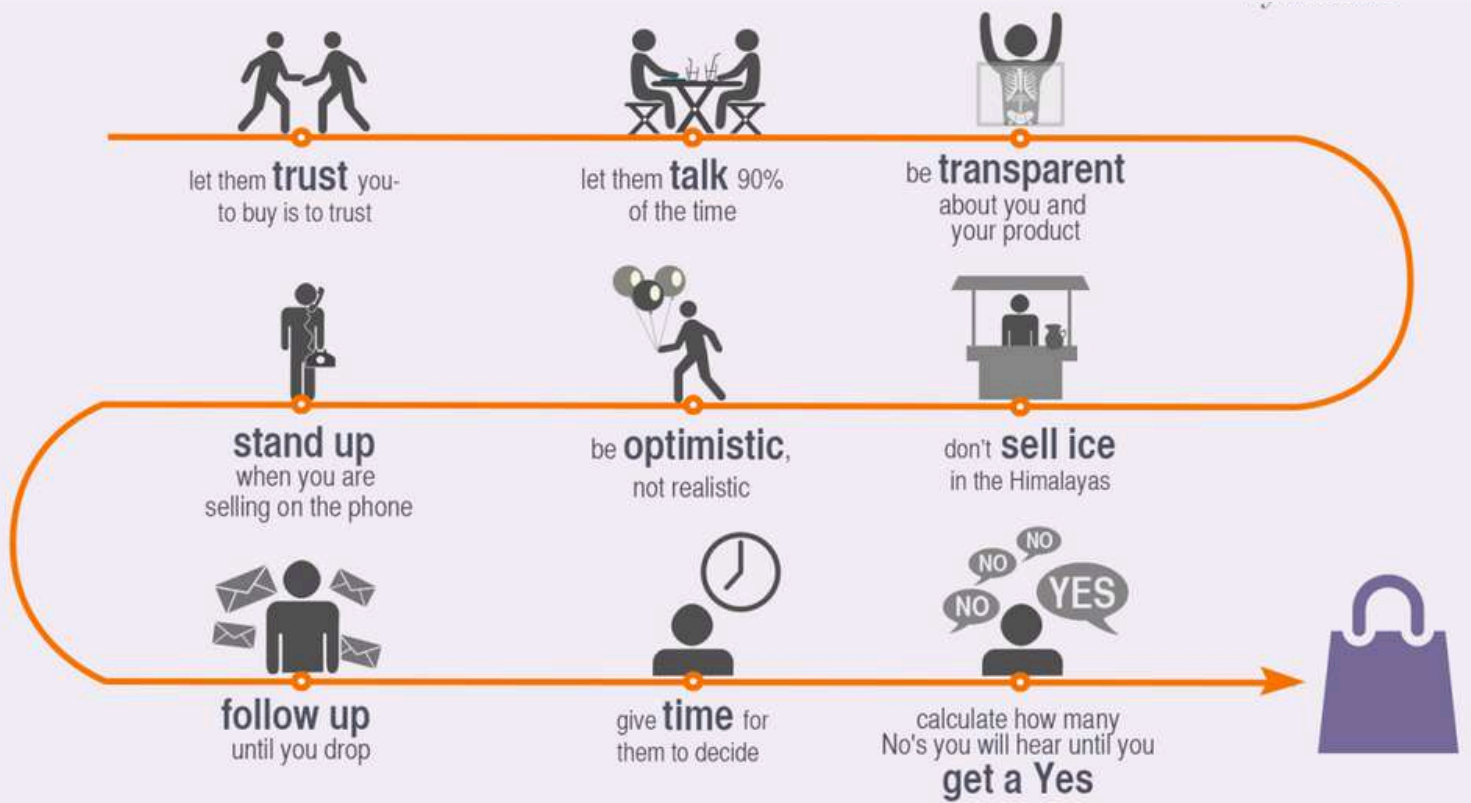 let them trust you-
to buy is to trust
let them talk 90%
of the time
be transparent
about you and
your product
don't sell ice
in the Himalayas
be optimistic,
not realistic
stand up
when you are
selling on the phone
follow up
until you drop
give time for
them to decide
NO
NO
NO
YES
calculate how many
No's you will hear until you
get a Yes